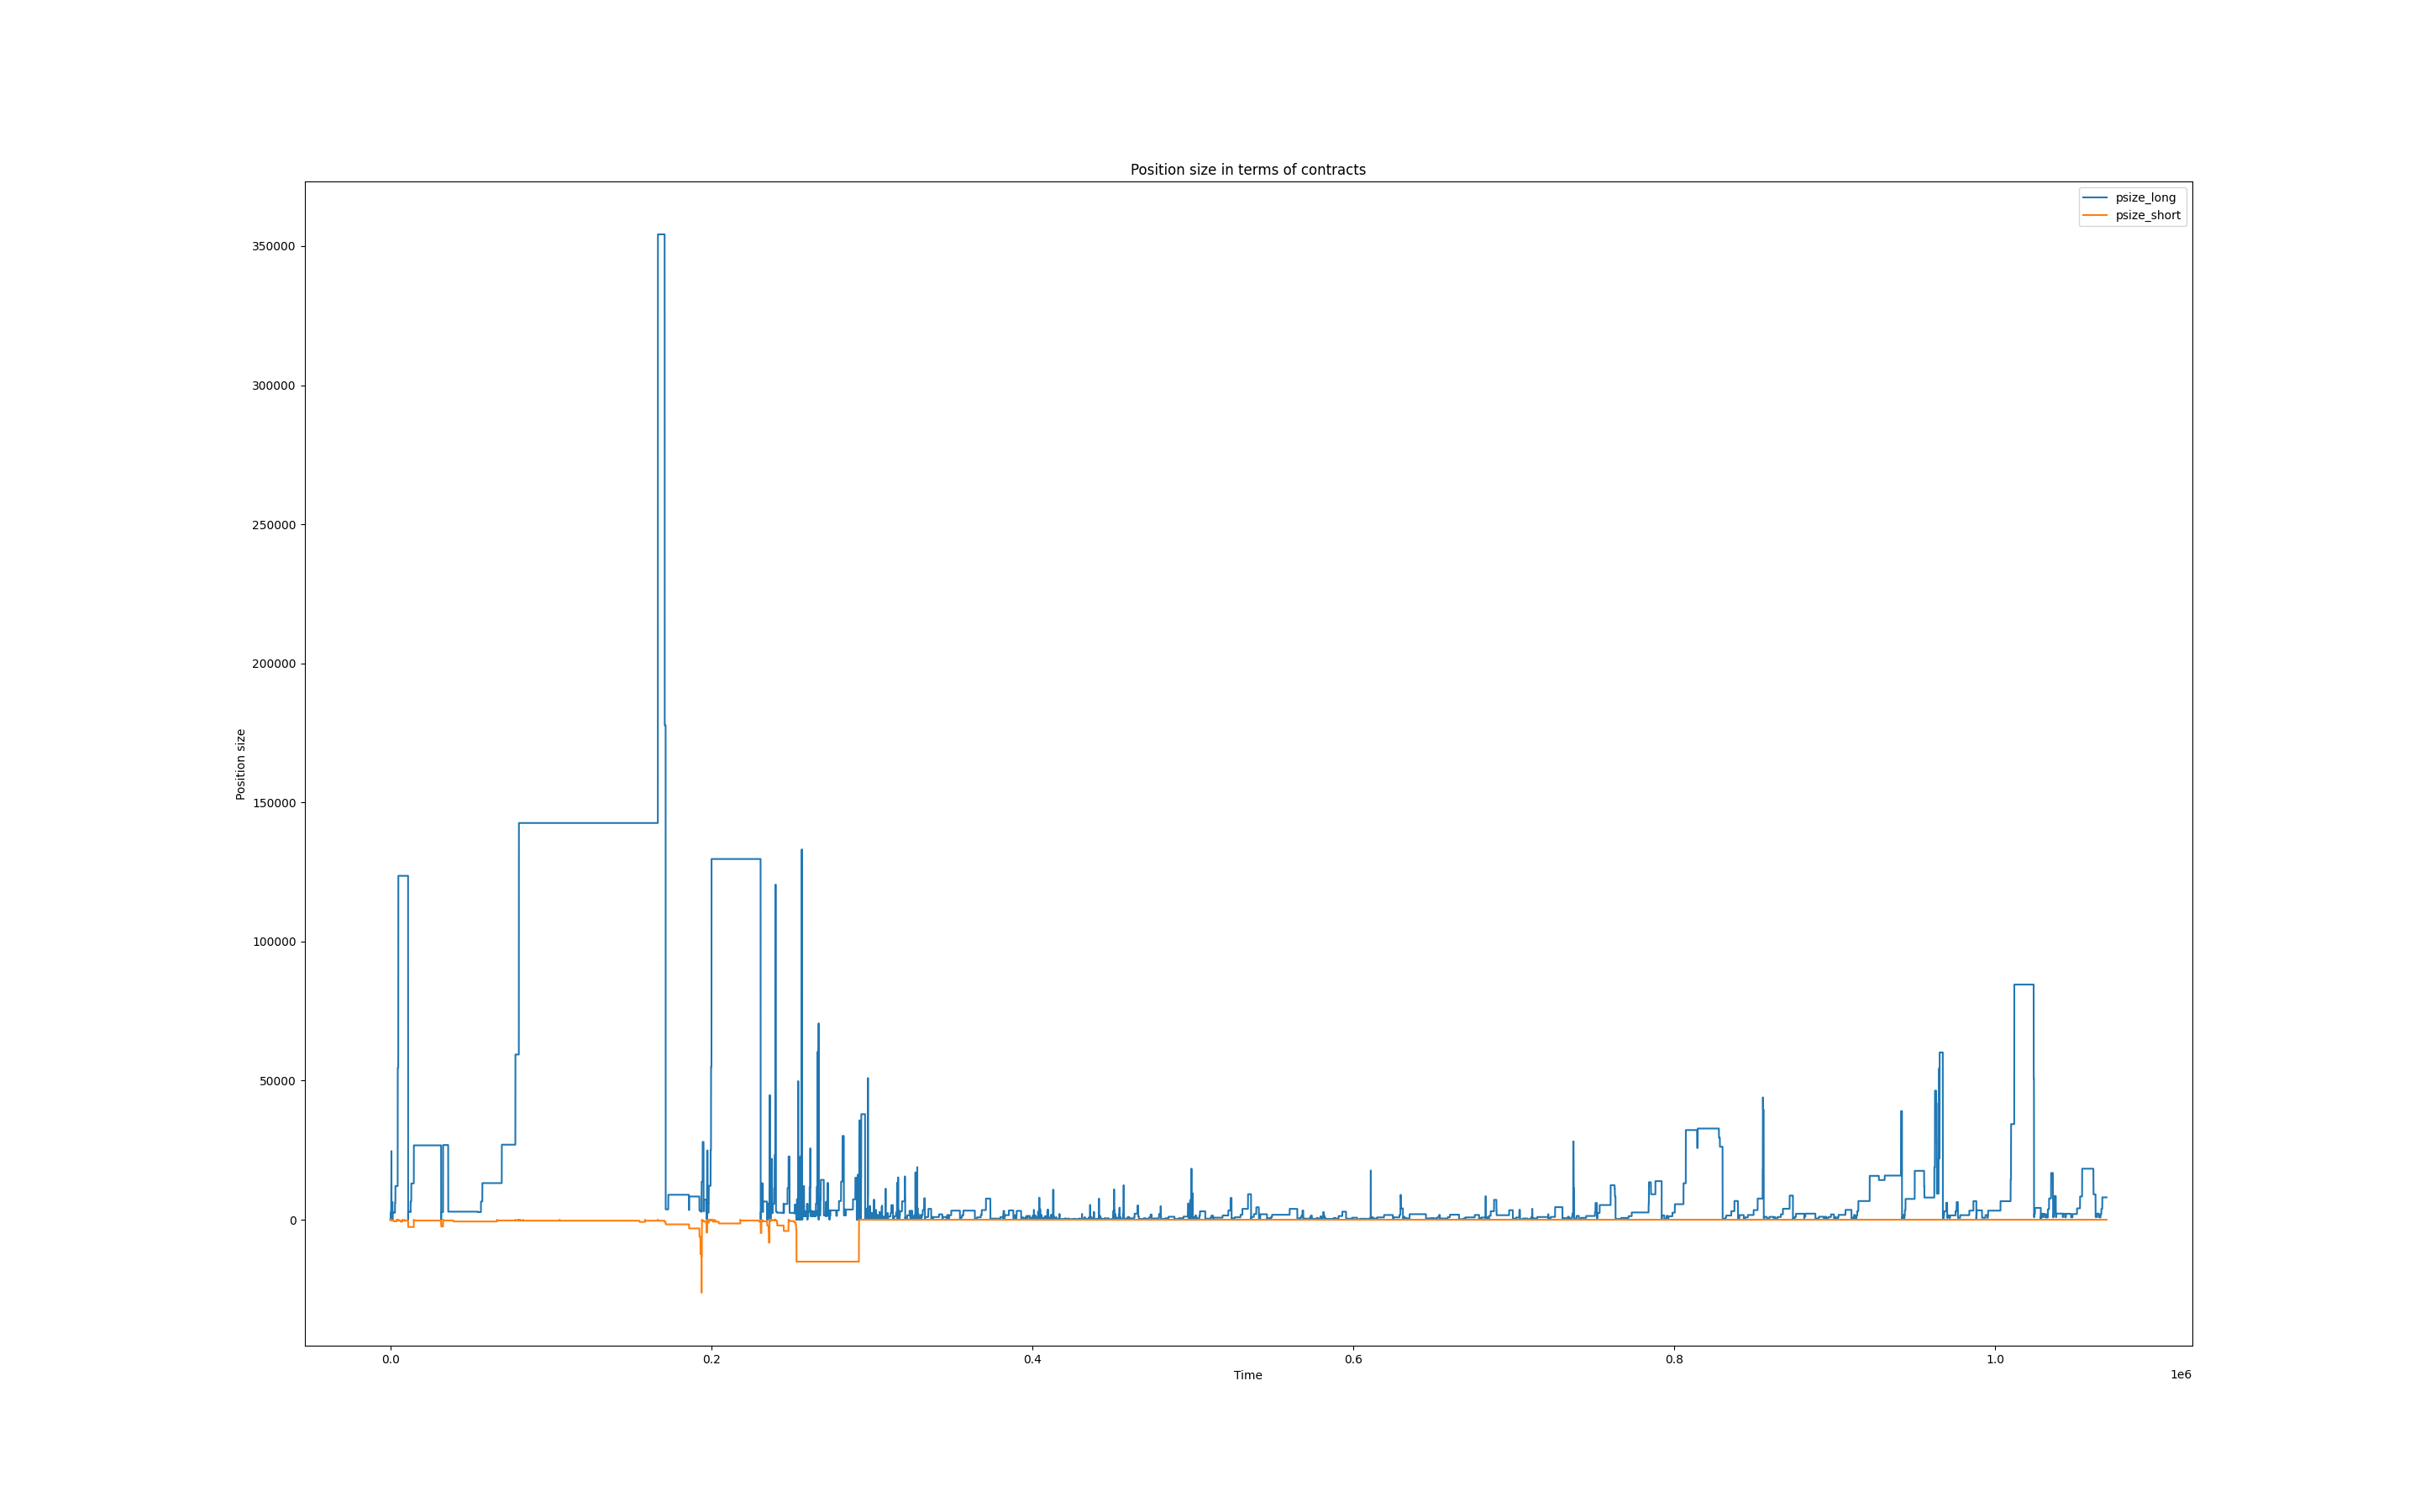 Position size in terms of contracts
psize_long
psize_short
350000
300000
250000
200000
150000
100000
50000
0
Position size
0.0
0.2
0.4
0.6
0.8
1.0
Time
1e6